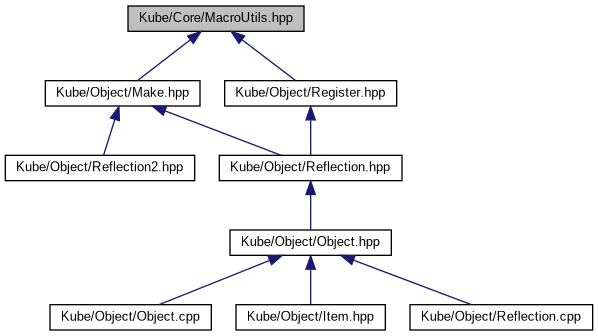 Kube/Core/MacroUtils.hpp
Kube/Object/Make.hpp
Kube/Object/Register.hpp
Kube/Object/Reflection2.hpp
Kube/Object/Reflection.hpp
Kube/Object/Object.hpp
Kube/Object/Object.cpp
Kube/Object/Item.hpp
Kube/Object/Reflection.cpp